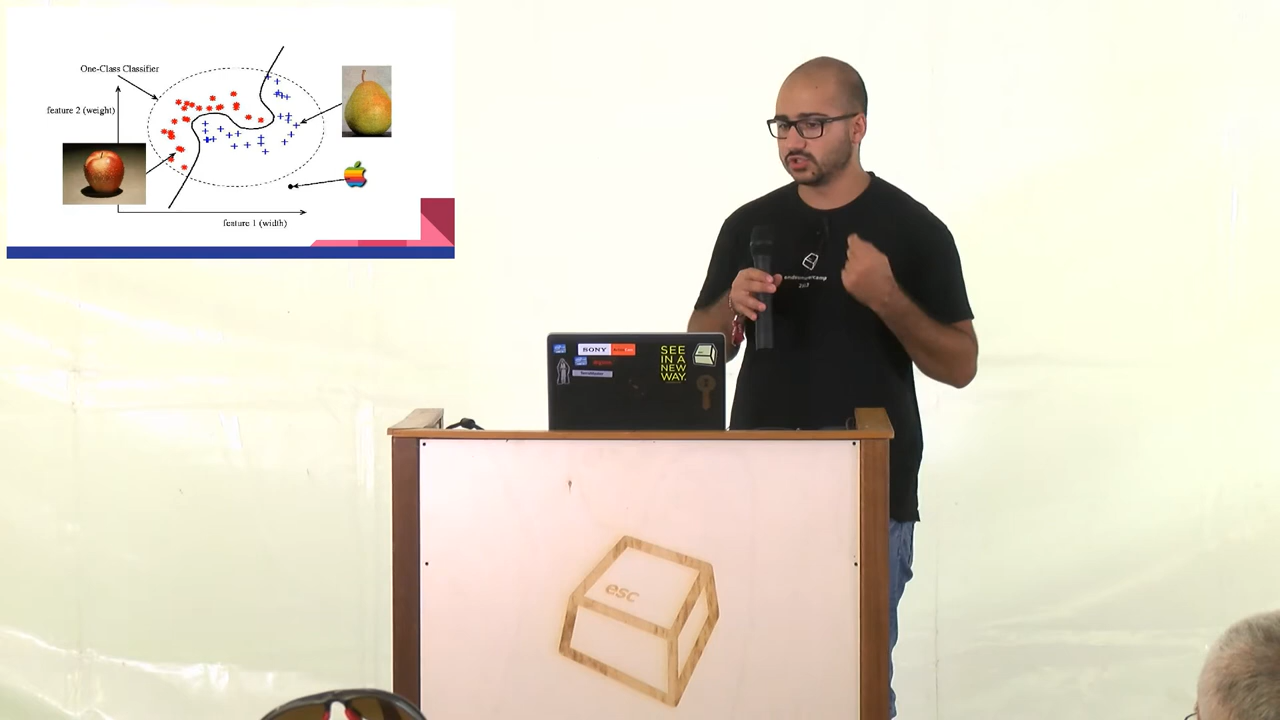 One-Class Classifier
feature 2 (weight)
feature 1 (width)
SONY
SEE
IN A
NEW
WAY.
esc